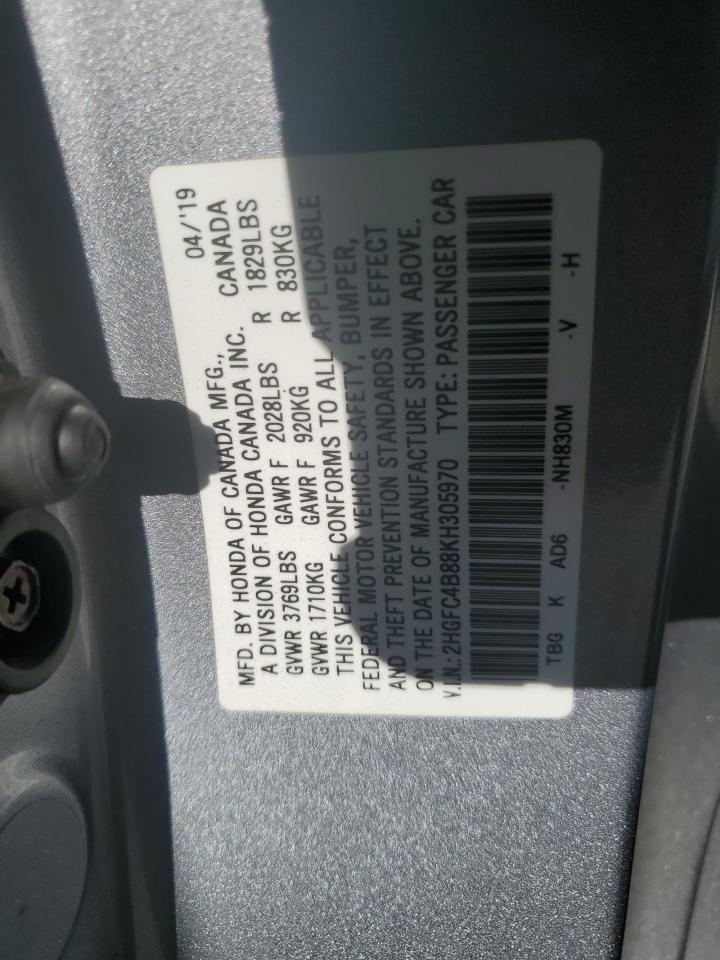 04/'19
MFD. BY HONDA OF CANADA MFG., CANADA
A DIVISION OF HONDA CANADA INC.
GVWR 3769LBS GAWR F 2028LBS R 1829LBS
GVWR 1710KG GAWR F 920KG R 830KG
THIS VEHICLE CONFORMS TO ALL APPLICABLE
FEDERAL MOTOR VEHICLE SAFETY, BUMPER,
AND THEFT PREVENTION STANDARDS IN EFFECT
ON THE DATE OF MANUFACTURE SHOWN ABOVE.
V.I.N.: 2HGFC4B88KH305970 TYPE: PASSENGER CAR
TBG K AD6 -NH830M -V -H